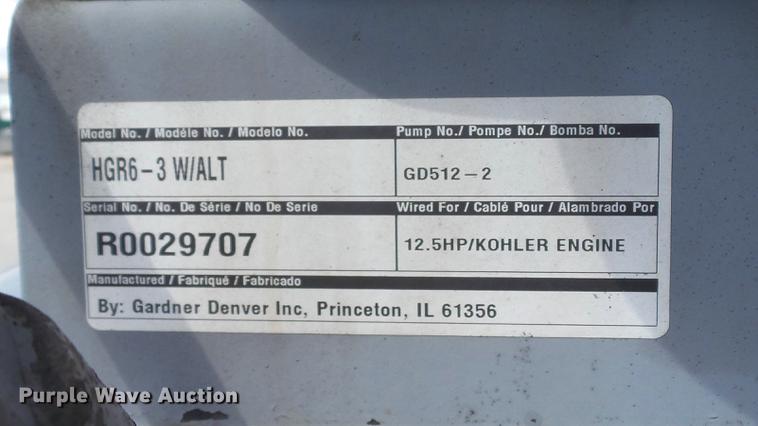 Model No. / Modéle No. / Modelo No.
Pump No./ Pompe No./ Bomba No.
HGR6-3 W/ALT
GD512-2
Serial No. / No. De Série / No De Serie
Wired For / Cablé Pour / Alambrado Por
R0029707
12.5HP/KOHLER ENGINE
Manufactured / Fabriqué / Fabricado
By: Gardner Denver Inc, Princeton, IL 61356
Purple Wave Auction